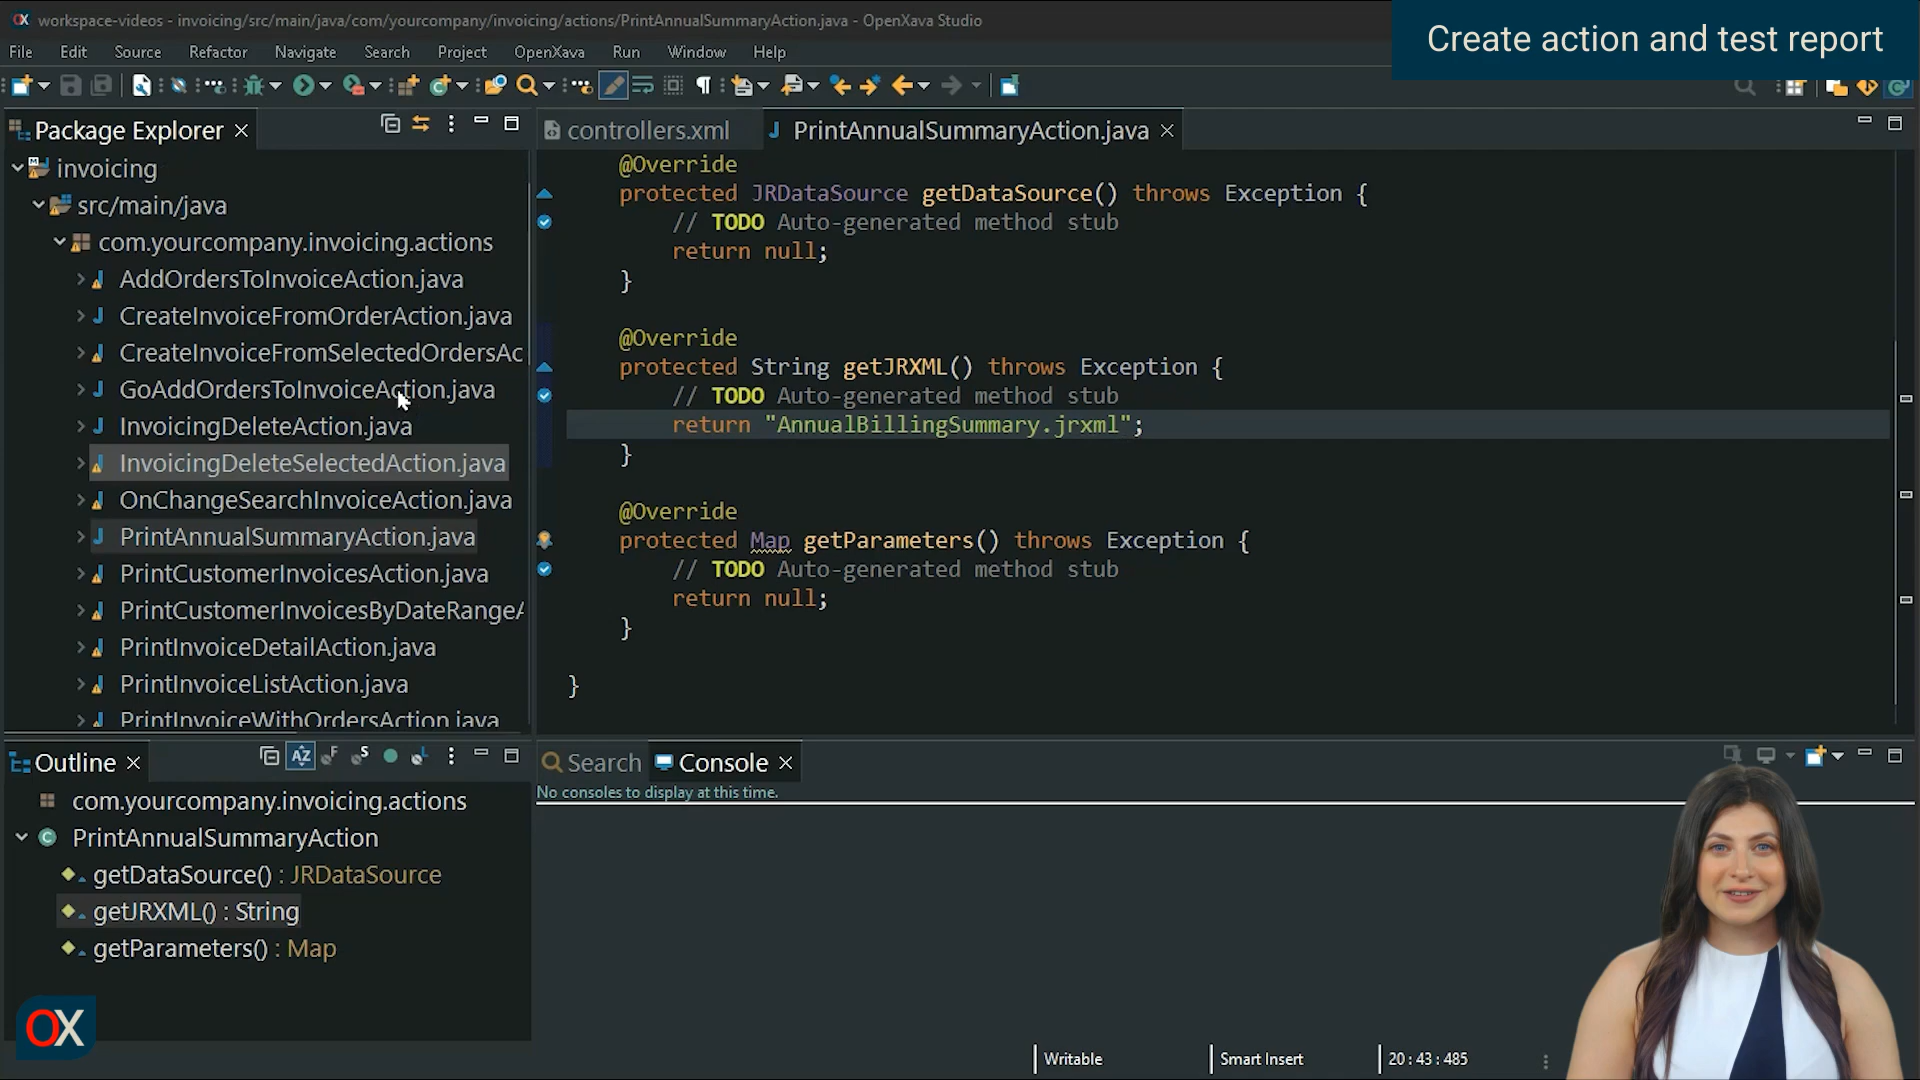 workspace-videos - invoicing/src/main/java/com/yourcompany/invoicing/actions/PrintAnnualSummaryAction.java - OpenXava Studio
Create action and test report
File Edit Source Refactor Navigate Search Project OpenXava Run Window Help
Package Explorer
invoicing
src/main/java
com.yourcompany.invoicing.actions
AddOrdersToInvoiceAction.java
CreateInvoiceFromOrderAction.java
CreateInvoiceFromSelectedOrdersAc
GoAddOrdersToInvoiceAction.java
InvoicingDeleteAction.java
InvoicingDeleteSelectedAction.java
OnChangeSearchInvoiceAction.java
PrintAnnualSummaryAction.java
PrintCustomerInvoicesAction.java
PrintCustomerInvoicesByDateRangeA
PrintInvoiceDetailAction.java
PrintInvoiceListAction.java
PrintInvoiceWithOrdersAction.java
controllers.xml
PrintAnnualSummaryAction.java
@Override
protected JRDataSource getDataSource() throws Exception {
// TODO Auto-generated method stub
return null;
}
@Override
protected String getJRXML() throws Exception {
// TODO Auto-generated method stub
return "AnnualBillingSummary.jrxml";
}
@Override
protected Map getParameters() throws Exception {
// TODO Auto-generated method stub
return null;
}
}
Outline
com.yourcompany.invoicing.actions
PrintAnnualSummaryAction
getDataSource() : JRDataSource
getJRXML() : String
getParameters() : Map
Search
Console
No consoles to display at this time.
OX
Writable
Smart Insert
20 : 43 : 485